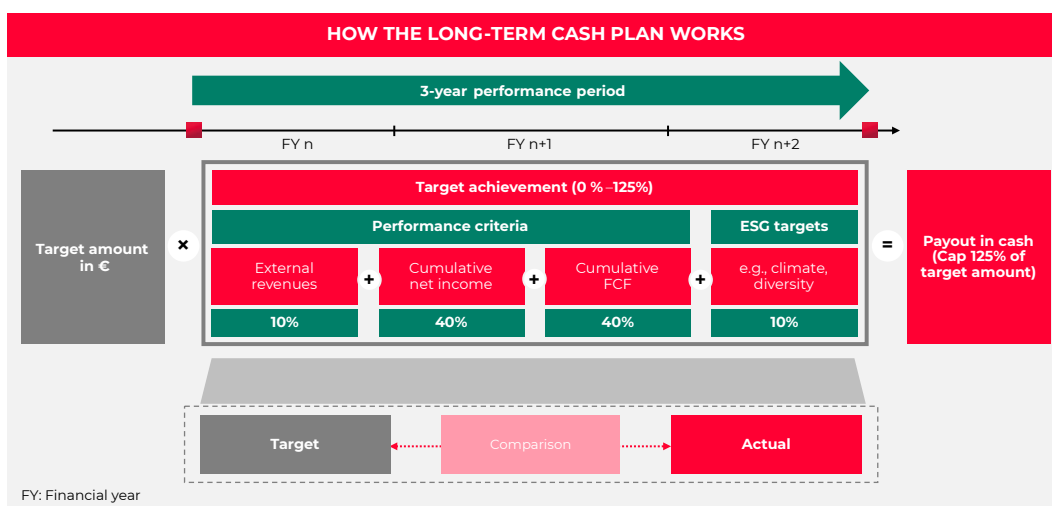 HOW THE LONG-TERM CASH PLAN WORKS
3-year performance period
FY n
FY n+1
FY n+2
Target amount
in €
×
Target achievement (0 %–125%)
Performance criteria
ESG targets
External
revenues
+
Cumulative
net income
+
Cumulative
FCF
+
e.g., climate,
diversity
10%
40%
40%
10%
=
Payout in cash
(Cap 125% of
target amount)
Target
Comparison
Actual
FY: Financial year